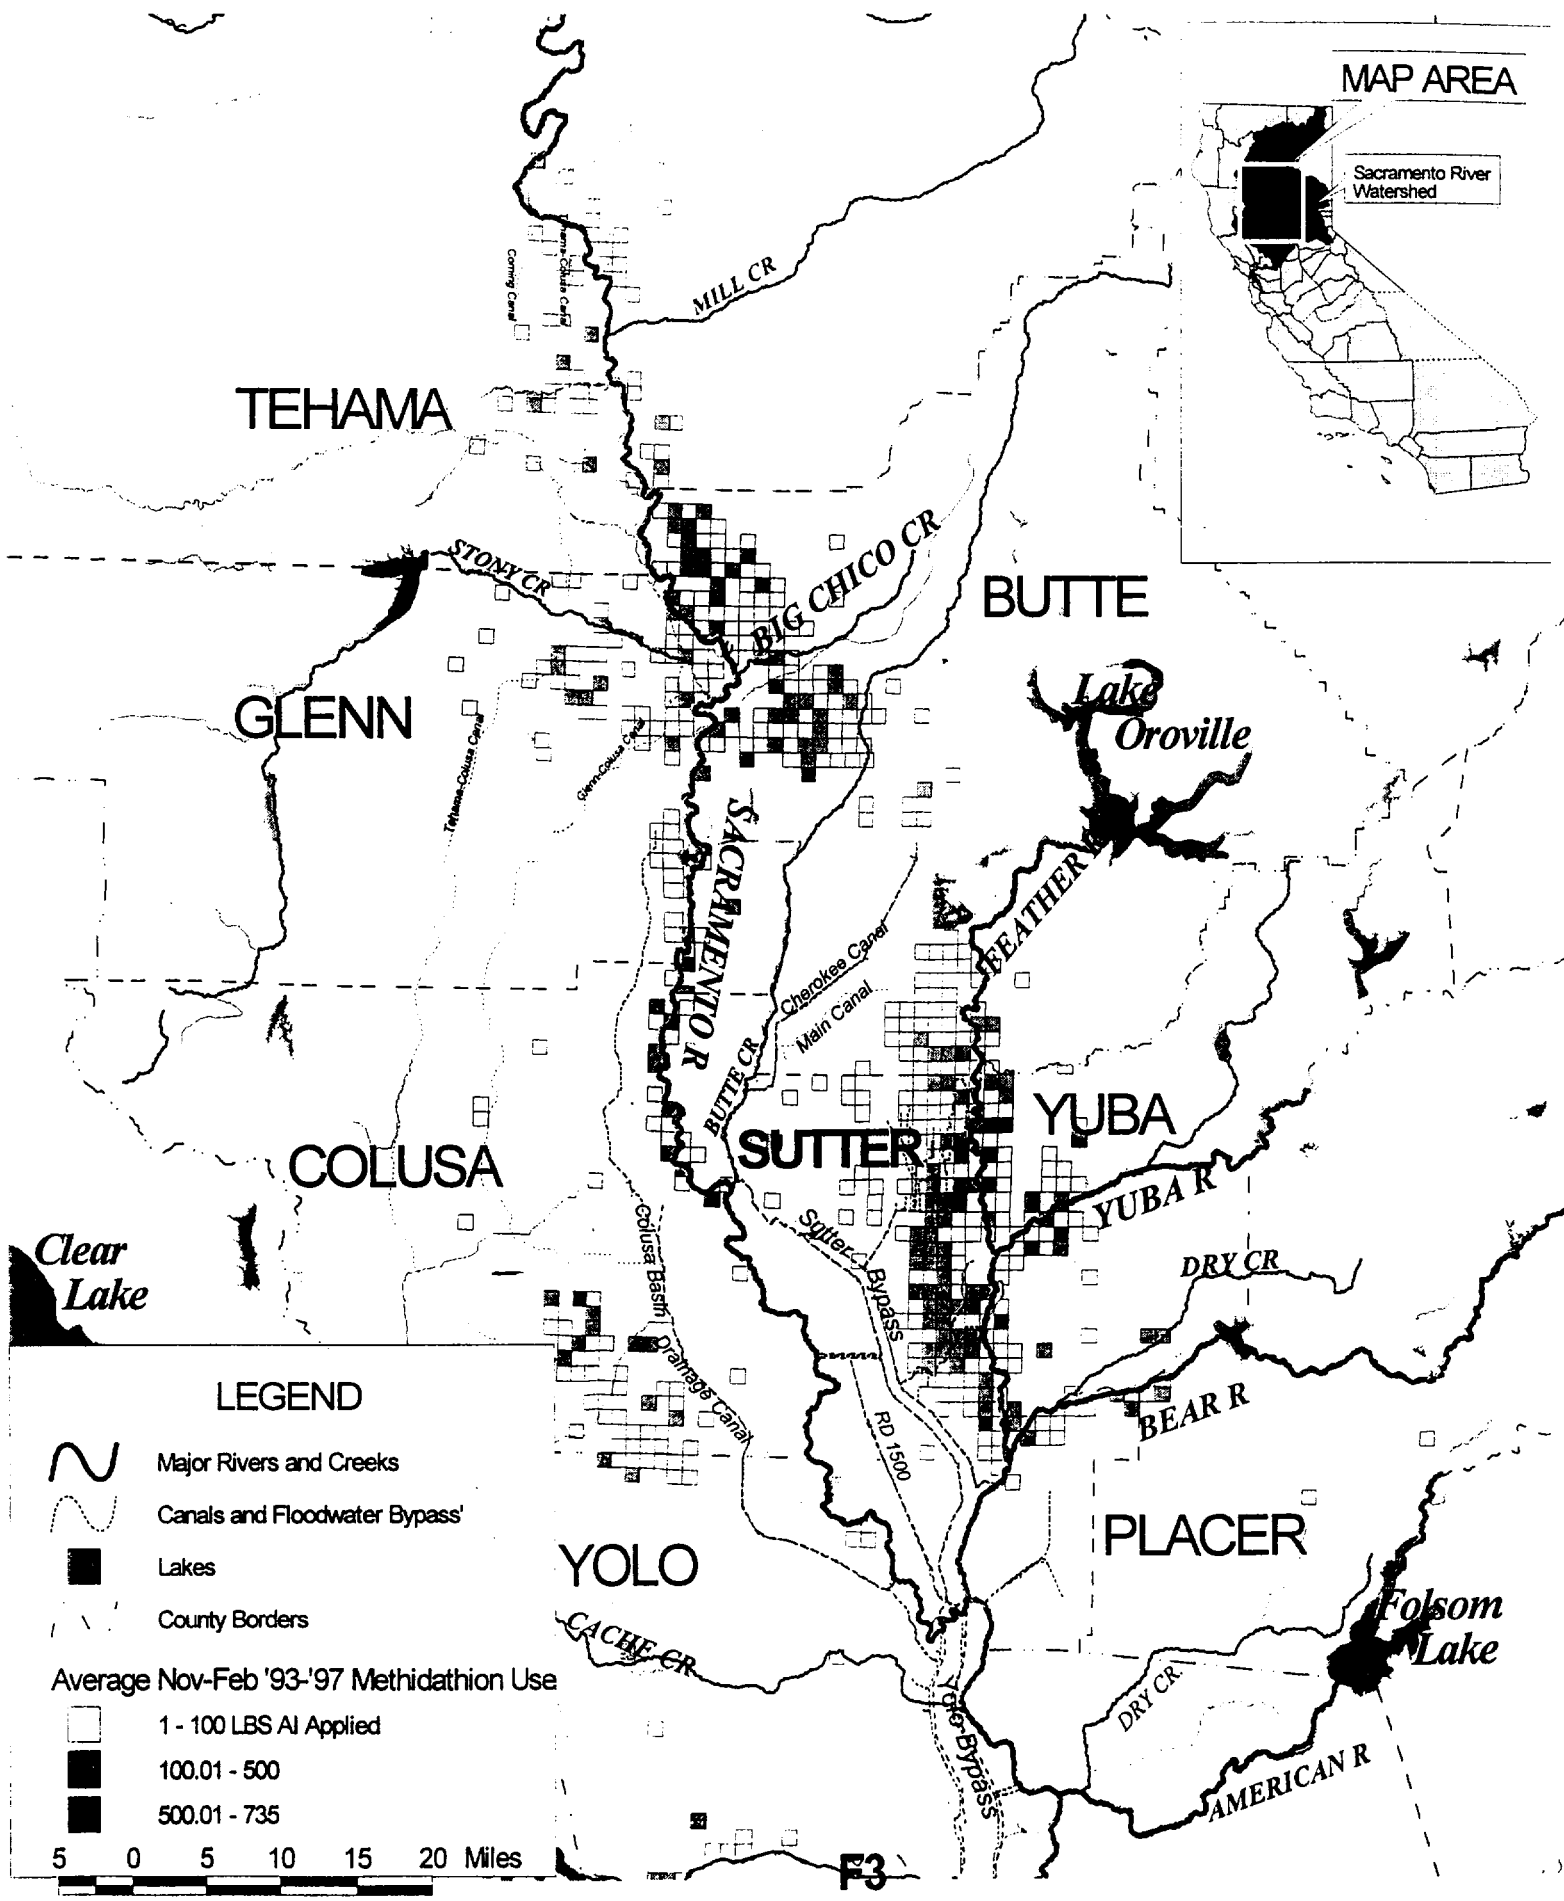 MAP AREA
Sacramento River
Watershed
Corning Canal
Tehama-Colusa Canal
MILL CR
TEHAMA
STONY CR
BIG CHICO CR
BUTTE
GLENN
Lake
Oroville
Tehama-Colusa Canal
Glenn-Colusa Canal
SACRAMENTO R
FEATHER R
Cherokee Canal
Main Canal
BUTTE CR
SUTTER
YUBA
COLUSA
YUBA R
Clear
Lake
Colusa Basin Drainage Canal
Sutter Bypass
DRY CR
BEAR R
RD 1500
LEGEND
Major Rivers and Creeks
Canals and Floodwater Bypass'
Lakes
County Borders
Average Nov-Feb '93-'97 Methidathion Use
1 - 100 LBS AI Applied
100.01 - 500
500.01 - 735
5 0 5 10 15 20 Miles
YOLO
PLACER
CACHE CR
Folsom
Lake
DRY CR.
Yolo Bypass
AMERICAN R
F3